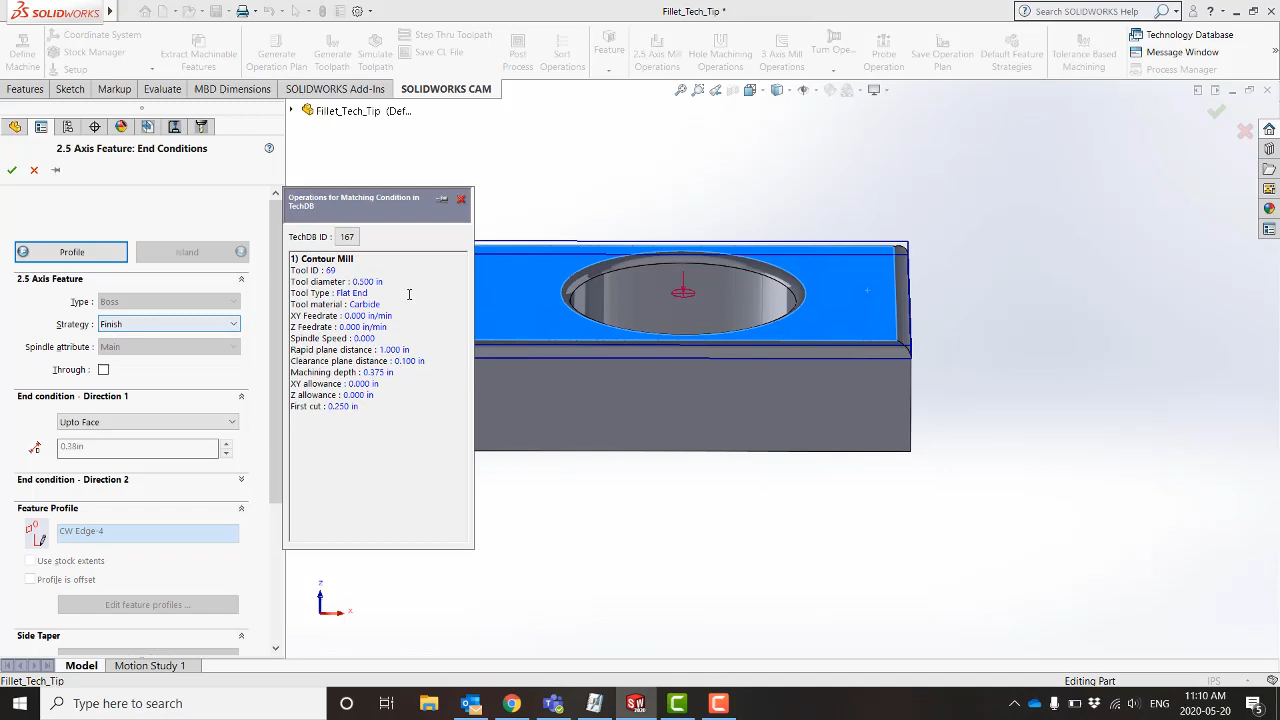 SOLIDWORKS
Fillet_Tech_Tip *
Search SOLIDWORKS Help
Define
Machine
Coordinate System
Stock Manager
Setup
Extract Machinable
Features
Generate
Operation Plan
Generate
Toolpath
Simulate
Toolpath
Step Thru Toolpath
Save CL File
Post
Process
Sort
Operations
Feature
2.5 Axis Mill
Operations
Hole Machining
Operations
3 Axis Mill
Operations
Turn Ope...
Probe
Operation
Save Operation
Plan
Default Feature
Strategies
Tolerance Based
Machining
Technology Database
Message Window
Process Manager
Features
Sketch
Markup
Evaluate
MBD Dimensions
SOLIDWORKS Add-Ins
SOLIDWORKS CAM
Fillet_Tech_Tip (Def...
2.5 Axis Feature: End Conditions
Profile
Island
2.5 Axis Feature
Type : Boss
Strategy : Finish
Spindle attribute : Main
Through :
End condition - Direction 1
Upto Face
0.38in
End condition - Direction 2
Feature Profile
CW Edge-4
Use stock extents
Profile is offset
Edit feature profiles ...
Side Taper
Operations for Matching Condition in
TechDB
TechDB ID : 167
1) Contour Mill
Tool ID : 69
Tool diameter : 0.500 in
Tool Type : Flat End
Tool material : Carbide
XY Feedrate : 0.000 in/min
Z Feedrate : 0.000 in/min
Spindle Speed : 0.000
Rapid plane distance : 1.000 in
Clearance plane distance : 0.100 in
Machining depth : 0.375 in
XY allowance : 0.000 in
Z allowance : 0.000 in
First cut : 0.250 in
z
x
Model
Motion Study 1
Fillet_Tech_Tip
Editing Part
IPS
Type here to search
11:10 AM
2020-05-20